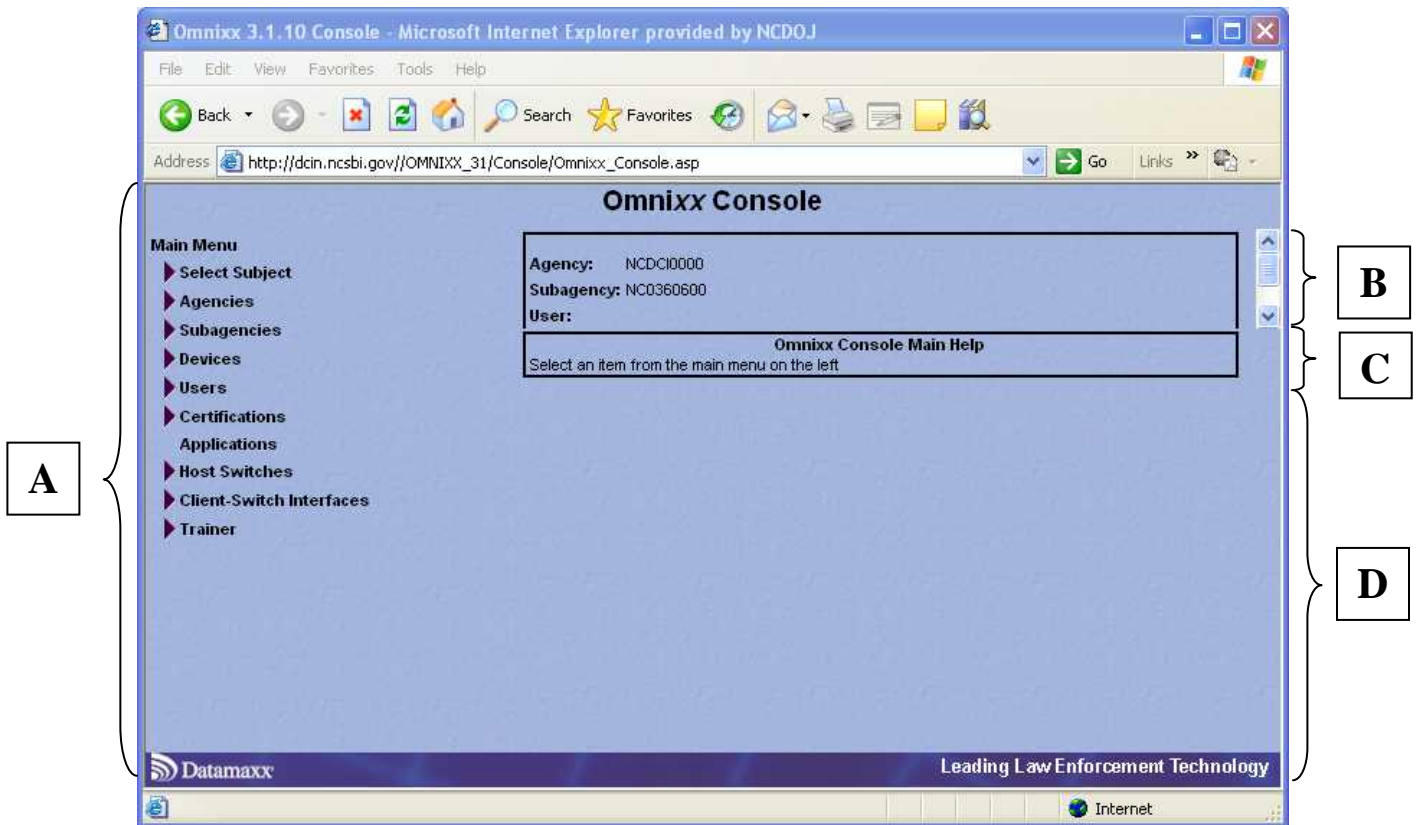 Omnixx 3.1.10 Console - Microsoft Internet Explorer provided by NCDOJ
File Edit View Favorites Tools Help
Back Search Favorites
Address http://dcin.ncsbi.gov//OMNIXX_31/Console/Omnixx_Console.asp Go Links »
Omnixx Console
Main Menu
Select Subject
Agencies
Subagencies
Devices
Users
Certifications
Applications
Host Switches
Client-Switch Interfaces
Trainer
Agency: NCDCI0000
Subagency: NC0360600
User:
Omnixx Console Main Help
Select an item from the main menu on the left
A
B
C
D
Datamaxx
Leading Law Enforcement Technology
Internet